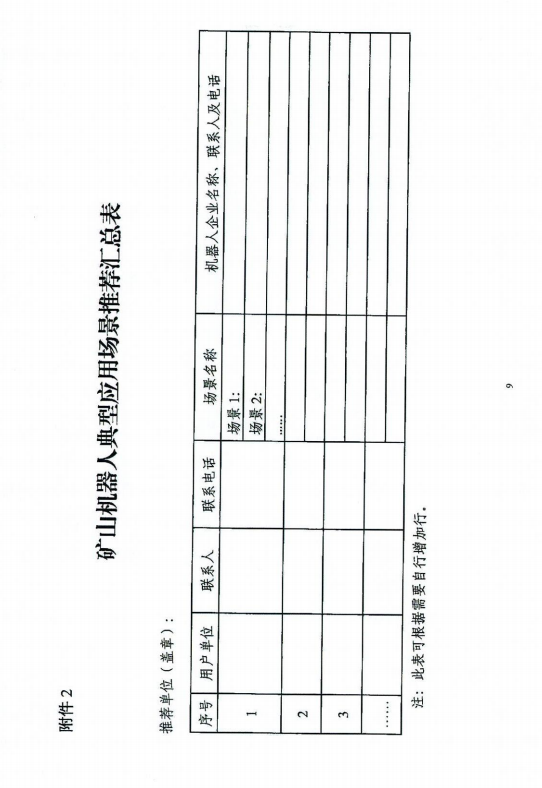 附件 2
矿山机器人典型应用场景推荐汇总表
推荐单位（盖章）：
序号 用户单位 联系人 联系电话 场景名称 机器人企业名称、联系人及电话
1 场景 1:
场景 2:
……
2
3
……
注：此表可根据需要自行增加行。
9